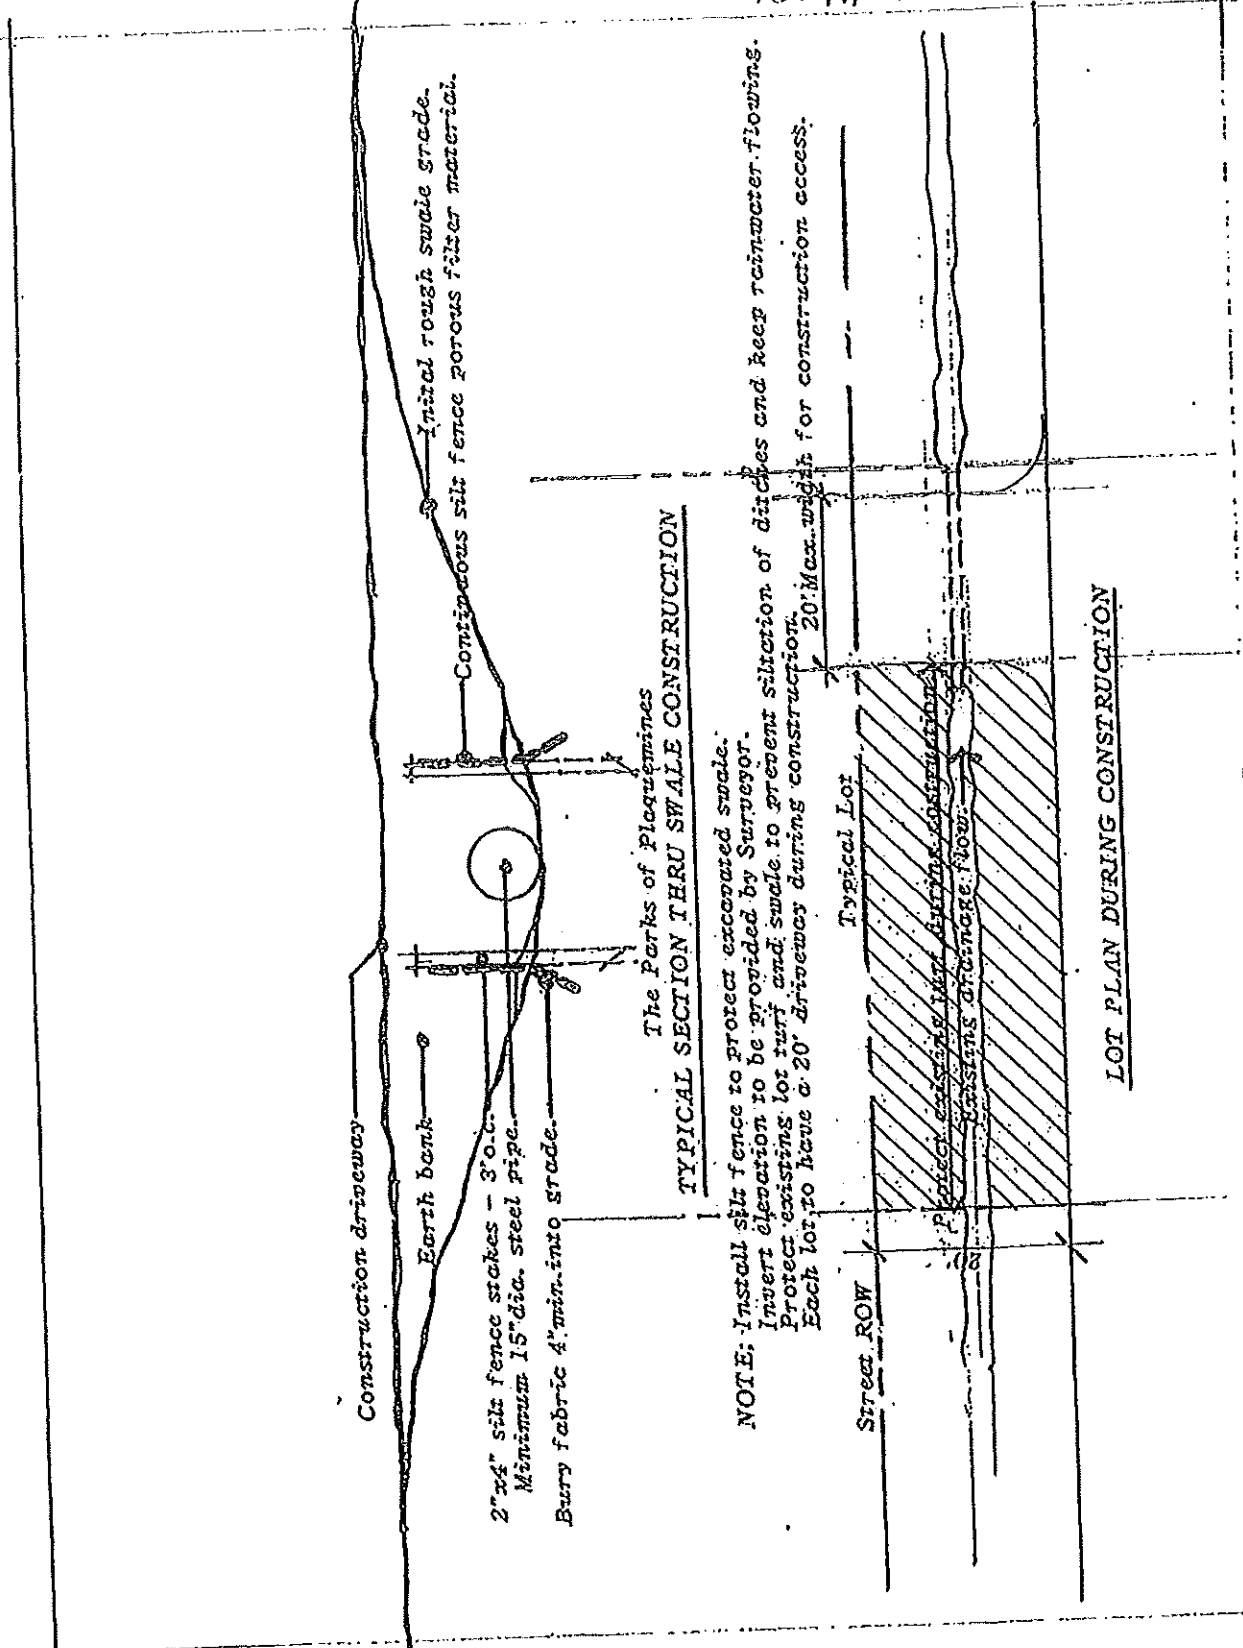 Construction driveway
Earth bank
Inital rough swale grade.
Continuous silt fence porous filter material.
2"x4" silt fence stakes - 3' o.c.
Minimum 15" dia. steel pipe.
Bury fabric 4" min. into grade.
The Parks of Plaquemines
TYPICAL SECTION THRU SWALE CONSTRUCTION
NOTE: Install silt fence to protect excavated swale.
Invert elevation to be provided by Surveyor.
Protect existing lot turf and swale to prevent siltation of ditches and keep rainwater flowing.
Each lot to have a 20' driveway during construction.
20' Max. width for construction access.
Street ROW
Typical Lot
Protect existing turf during construction
Existing drainage flow
LOT PLAN DURING CONSTRUCTION